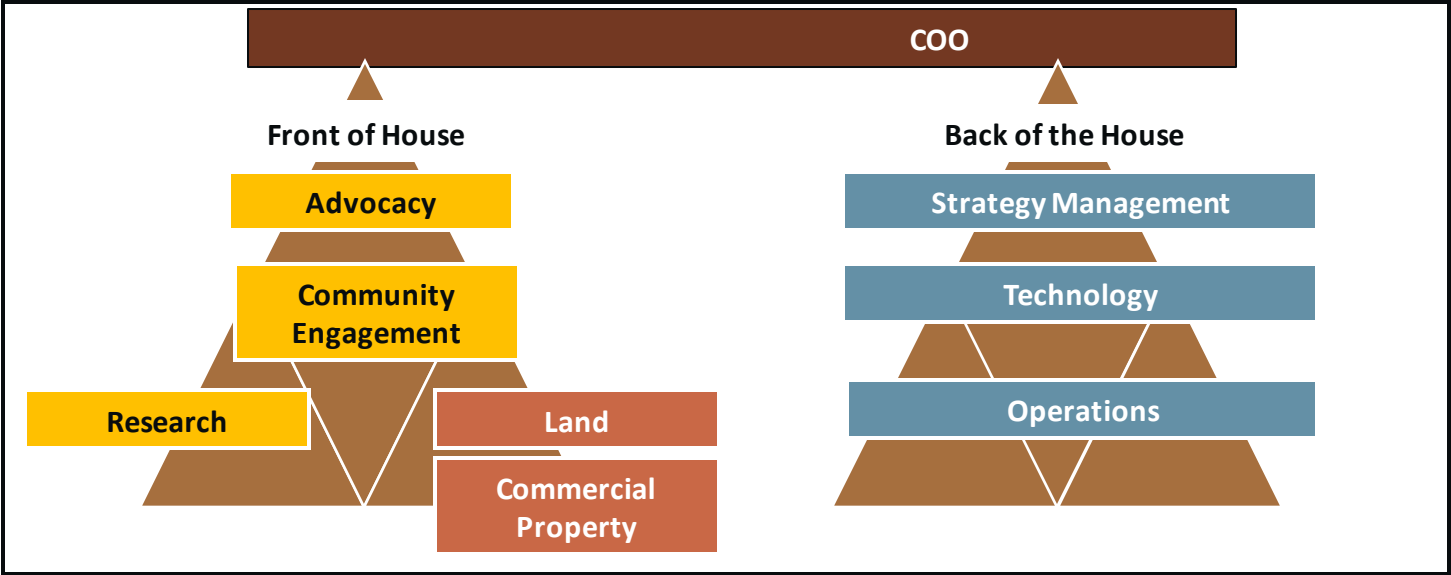 COO
Front of House
Back of the House
Advocacy
Strategy Management
Community
Engagement
Technology
Research
Land
Operations
Commercial
Property